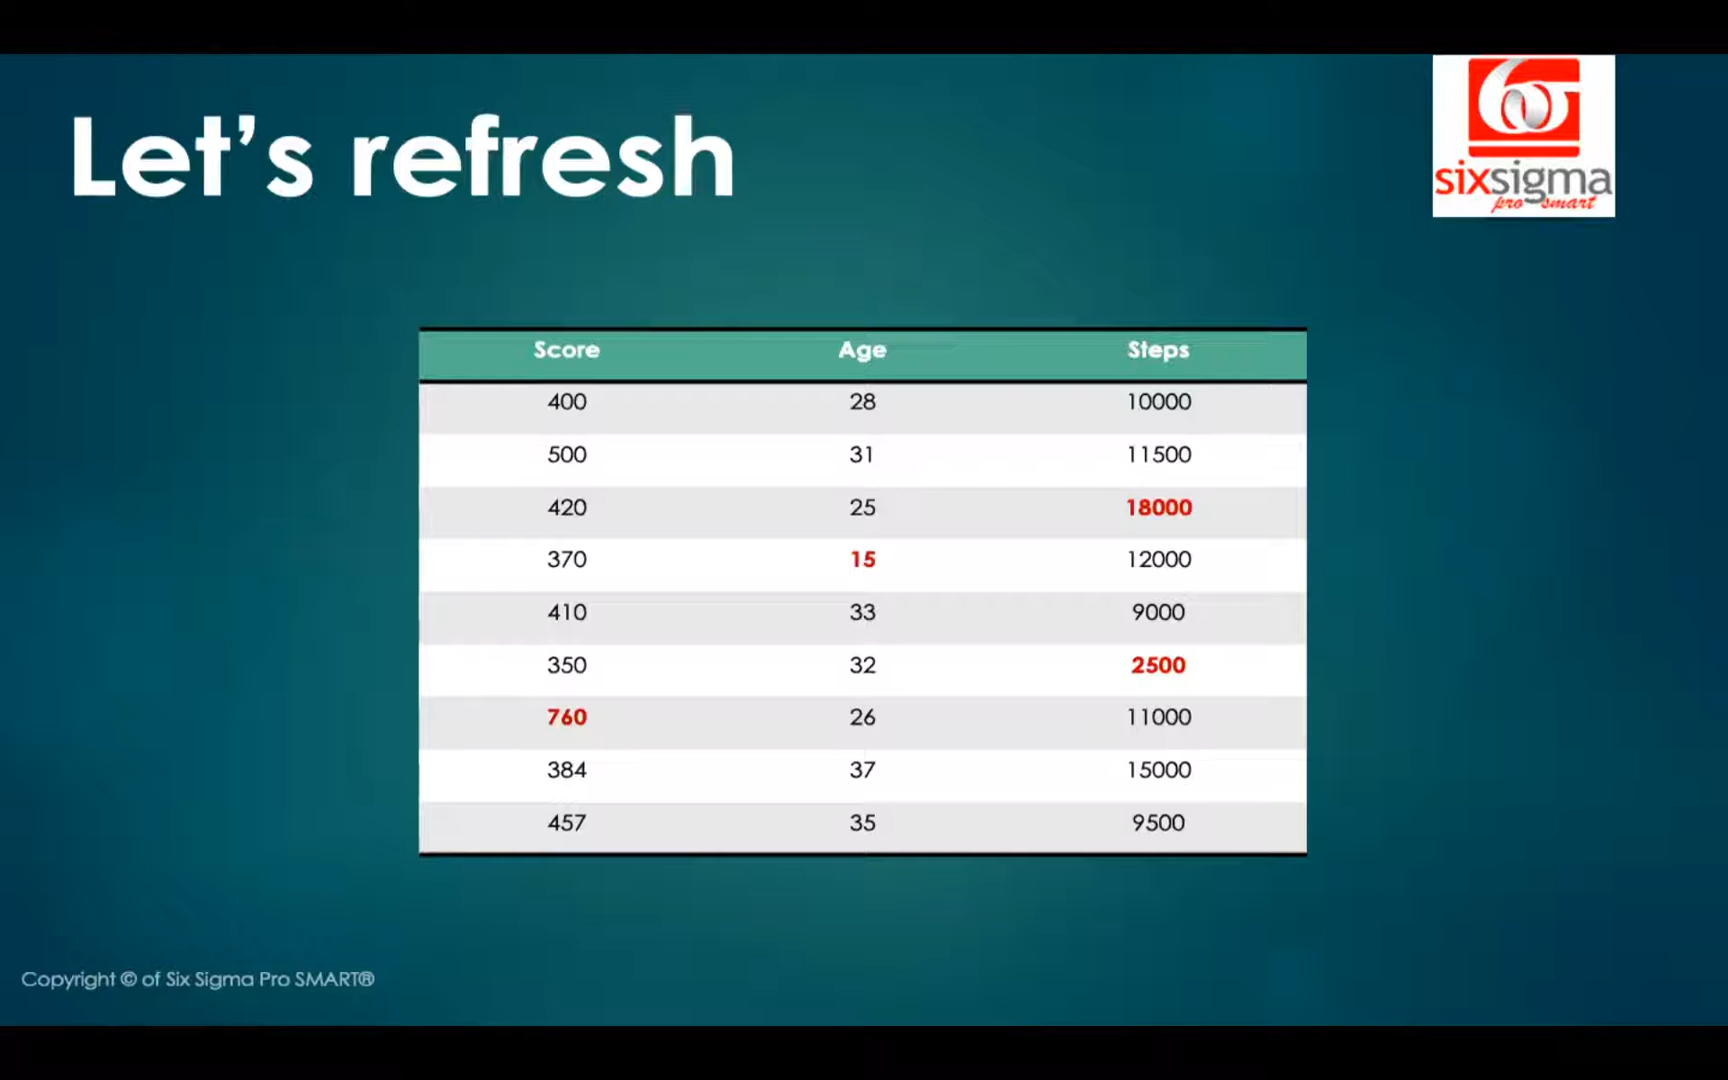 Let’s refresh
sixsigma
pro smart
Score Age Steps
400 28 10000
500 31 11500
420 25 18000
370 15 12000
410 33 9000
350 32 2500
760 26 11000
384 37 15000
457 35 9500
Copyright © of Six Sigma Pro SMART®